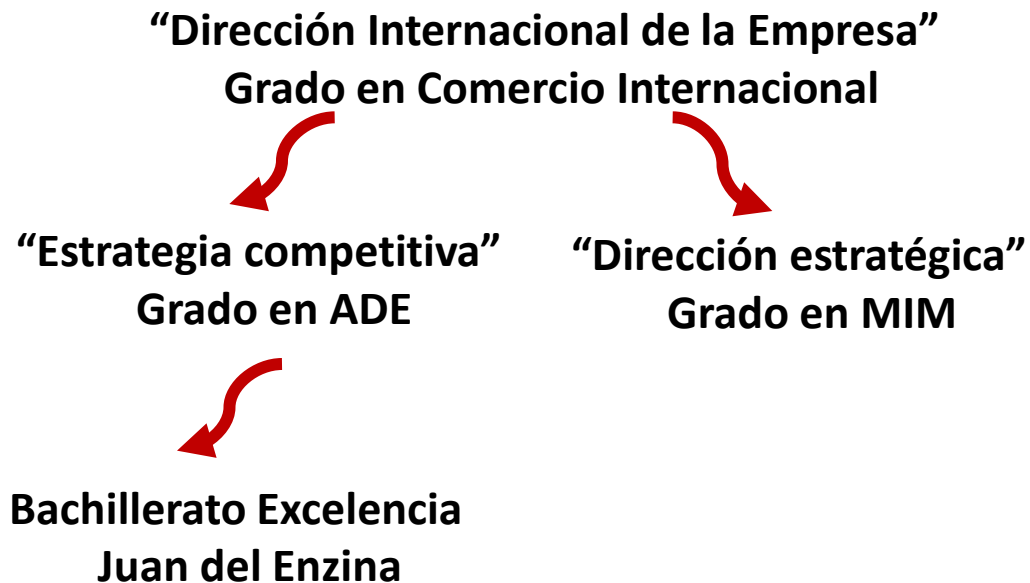 “Dirección Internacional de la Empresa”
Grado en Comercio Internacional
“Estrategia competitiva”
Grado en ADE
“Dirección estratégica”
Grado en MIM
Bachillerato Excelencia
Juan del Enzina